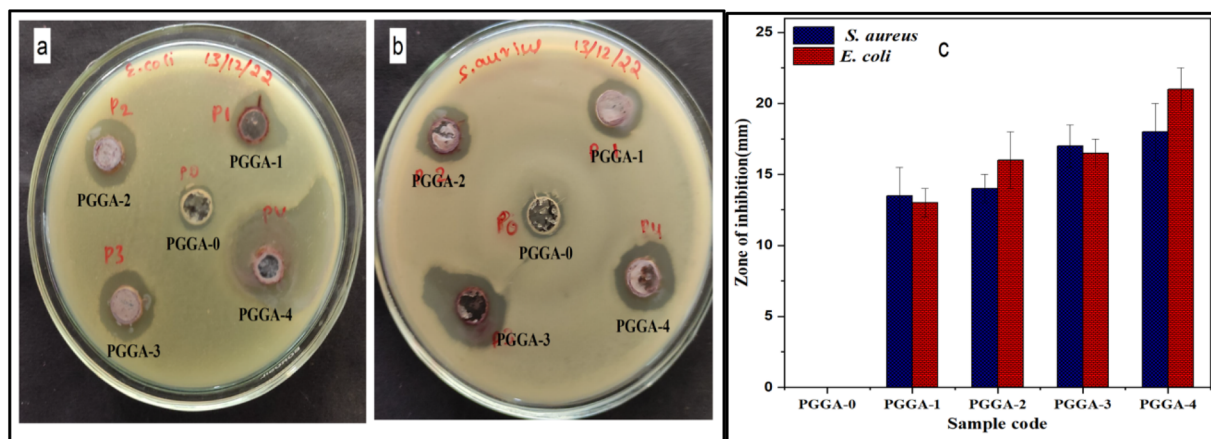 a
E.coli 13/12/22
P2
P1
PGGA-1
PGGA-2
PGGA-0
P3
P4
PGGA-4
PGGA-3
b
S.aurius 13/12/22
PGGA-1
PGGA-2
P0
PGGA-0
P4
PGGA-3
PGGA-4
c
S. aureus
E. coli
Zone of inhibition(mm)
25
20
15
10
5
0
PGGA-0 PGGA-1 PGGA-2 PGGA-3 PGGA-4
Sample code